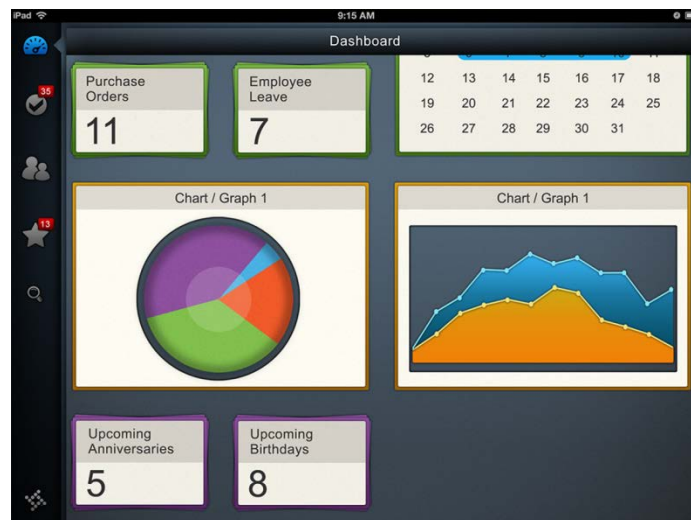 iPad
9:15 AM
Dashboard
35
13
Purchase
Orders
11
Employee
Leave
7
12 13 14 15 16 17 18
19 20 21 22 23 24 25
26 27 28 29 30 31
Chart / Graph 1
Chart / Graph 1
Upcoming
Anniversaries
5
Upcoming
Birthdays
8